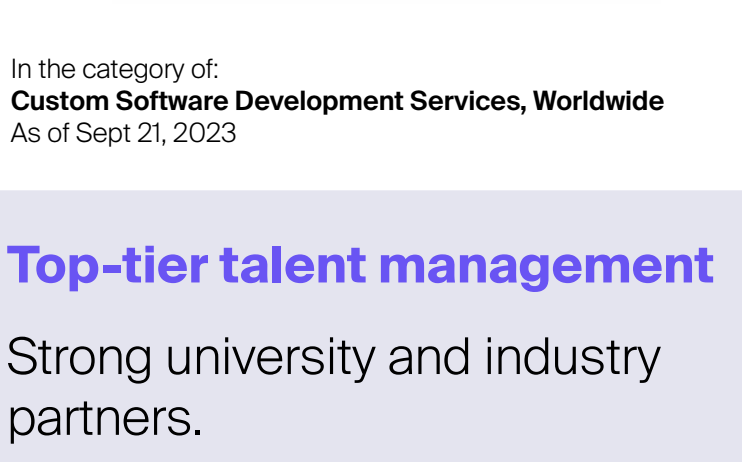 In the category of:
Custom Software Development Services, Worldwide
As of Sept 21, 2023
Top-tier talent management
Strong university and industry
partners.